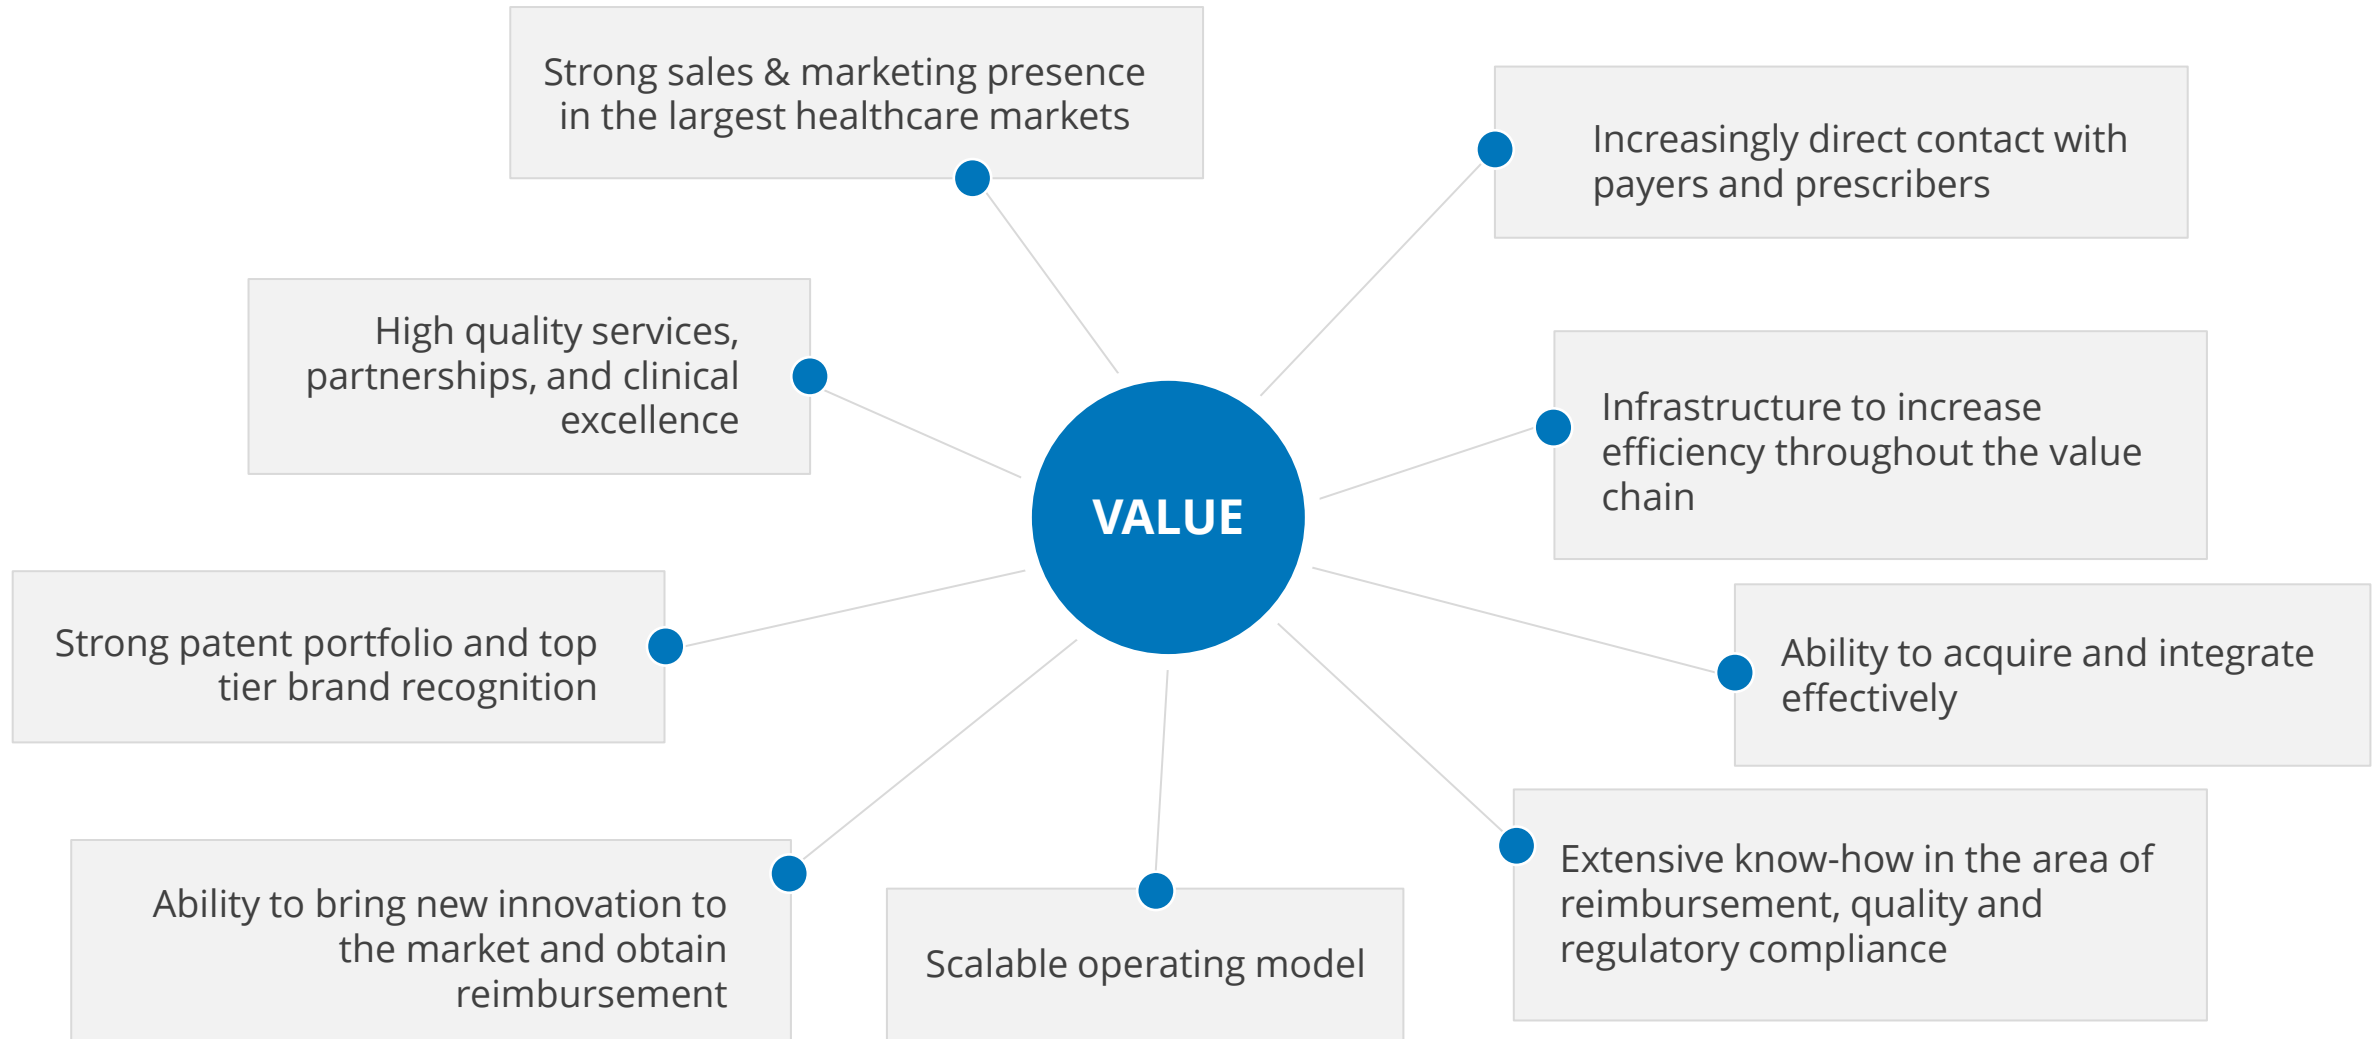 Strong sales & marketing presence
in the largest healthcare markets
Increasingly direct contact with
payers and prescribers
High quality services,
partnerships, and clinical
excellence
Infrastructure to increase
efficiency throughout the value
chain
VALUE
Strong patent portfolio and top
tier brand recognition
Ability to acquire and integrate
effectively
Ability to bring new innovation to
the market and obtain
reimbursement
Scalable operating model
Extensive know-how in the area of
reimbursement, quality and
regulatory compliance